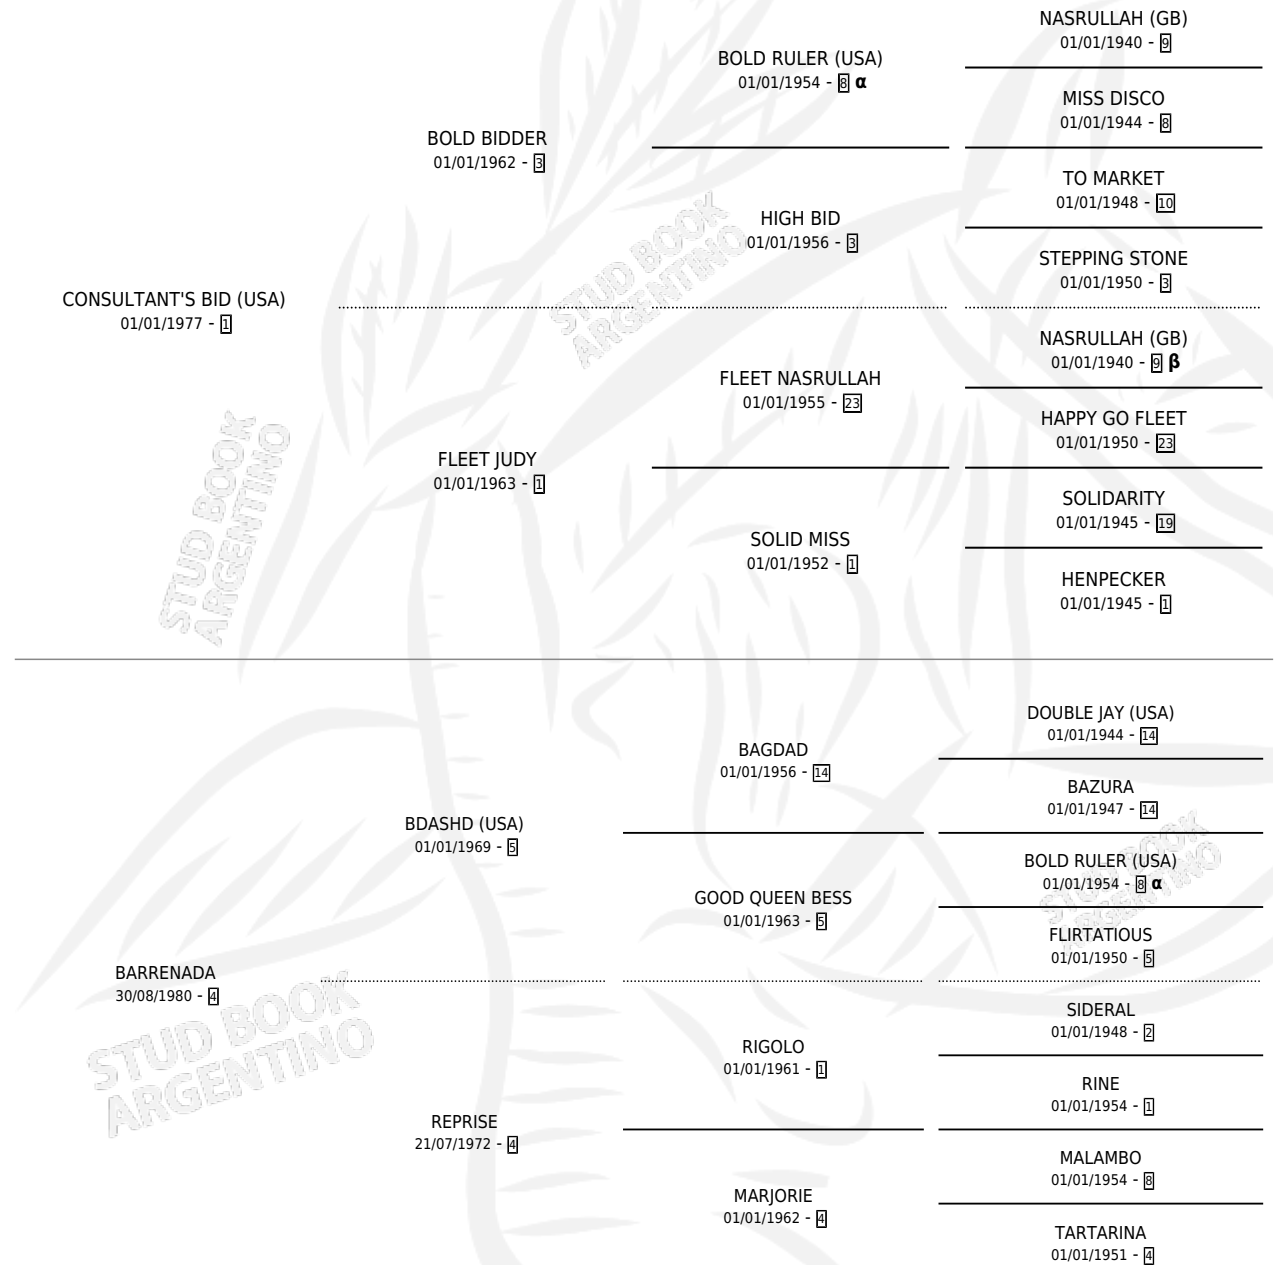 NASRULLAH (GB)
01/01/1940 - 9
BOLD RULER (USA)
01/01/1954 - 8 α
MISS DISCO
01/01/1944 - 8
BOLD BIDDER
01/01/1962 - 3
TO MARKET
01/01/1948 - 10
HIGH BID
01/01/1956 - 3
STEPPING STONE
01/01/1950 - 3
CONSULTANT'S BID (USA)
01/01/1977 - 1
NASRULLAH (GB)
01/01/1940 - 9 β
FLEET NASRULLAH
01/01/1955 - 23
HAPPY GO FLEET
01/01/1950 - 23
FLEET JUDY
01/01/1963 - 1
SOLIDARITY
01/01/1945 - 19
SOLID MISS
01/01/1952 - 1
HENPECKER
01/01/1945 - 1
DOUBLE JAY (USA)
01/01/1944 - 14
BAGDAD
01/01/1956 - 14
BAZURA
01/01/1947 - 14
BDASHD (USA)
01/01/1969 - 5
BOLD RULER (USA)
01/01/1954 - 8 α
GOOD QUEEN BESS
01/01/1963 - 5
FLIRTATIOUS
01/01/1950 - 5
BARRENADA
30/08/1980 - 4
SIDERAL
01/01/1948 - 2
RIGOLO
01/01/1961 - 1
RINE
01/01/1954 - 1
REPRISE
21/07/1972 - 4
MALAMBO
01/01/1954 - 8
MARJORIE
01/01/1962 - 4
TARTARINA
01/01/1951 - 4
STUD BOOK
ARGENTINO
STUD BOOK
ARGENTINO
STUD BOOK
ARGENTINO
STUD BOOK
ARGENTINO